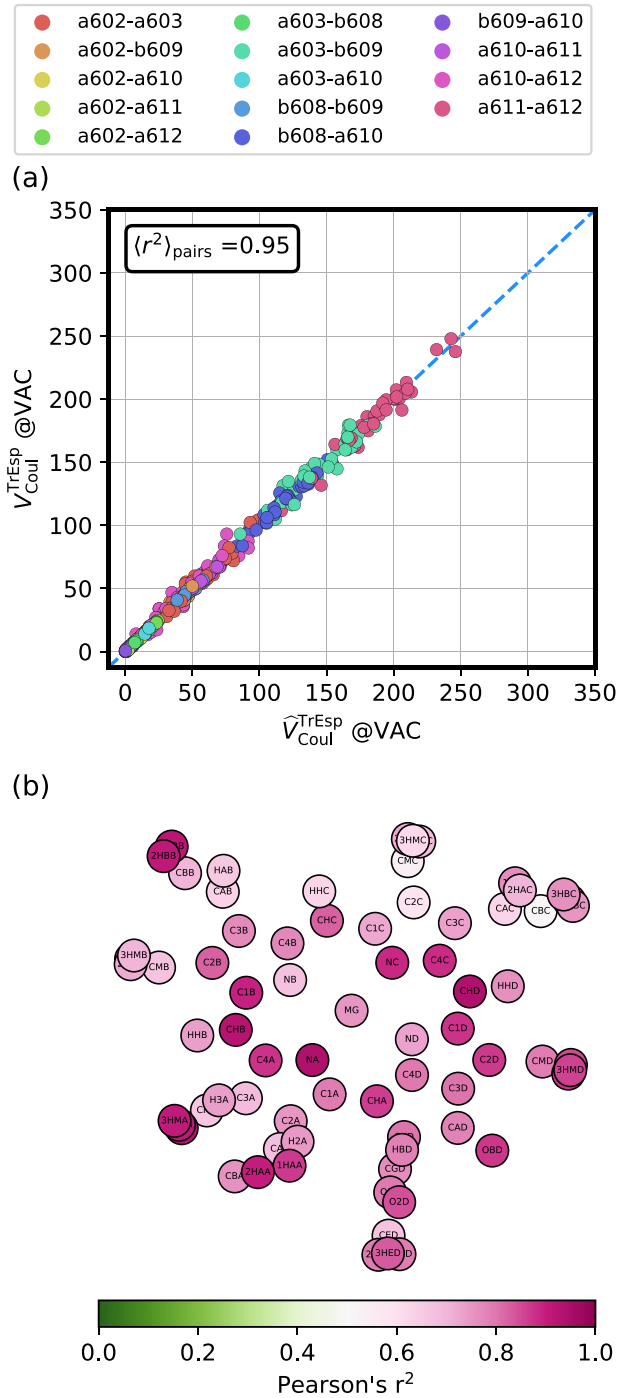 a602-a603 a603-b608 b609-a610
a602-b609 a603-b609 a610-a611
a602-a610 a603-a610 a610-a612
a602-a611 b608-b609 a611-a612
a602-a612 b608-a610
(a)
⟨r²⟩pairs =0.95
350
300
250
200
150
100
50
0
V_Coul^TrEsp @VAC
0 50 100 150 200 250 300 350
V̂_Coul^TrEsp @VAC
(b)
3HMC
2HBB
CBB HAB
CMC
CAB
HHC
2HAC 3HBC
C2C
CAC CBC
CHC
C3B C1C C3C
C4B
3HMB CMB C2B NC C4C
NB HHD
C1B CHD
MG
CHB C1D
HHB ND
C4A NA C2D CMD 3HMD
C4D
C1A C3D
H3A C3A CHA
3HMA C2A CAD
H2A HBD OBD
1HAA CGD
CBA 2HAA
O2D
CED
3HED
0.0 0.2 0.4 0.6 0.8 1.0
Pearson's r²